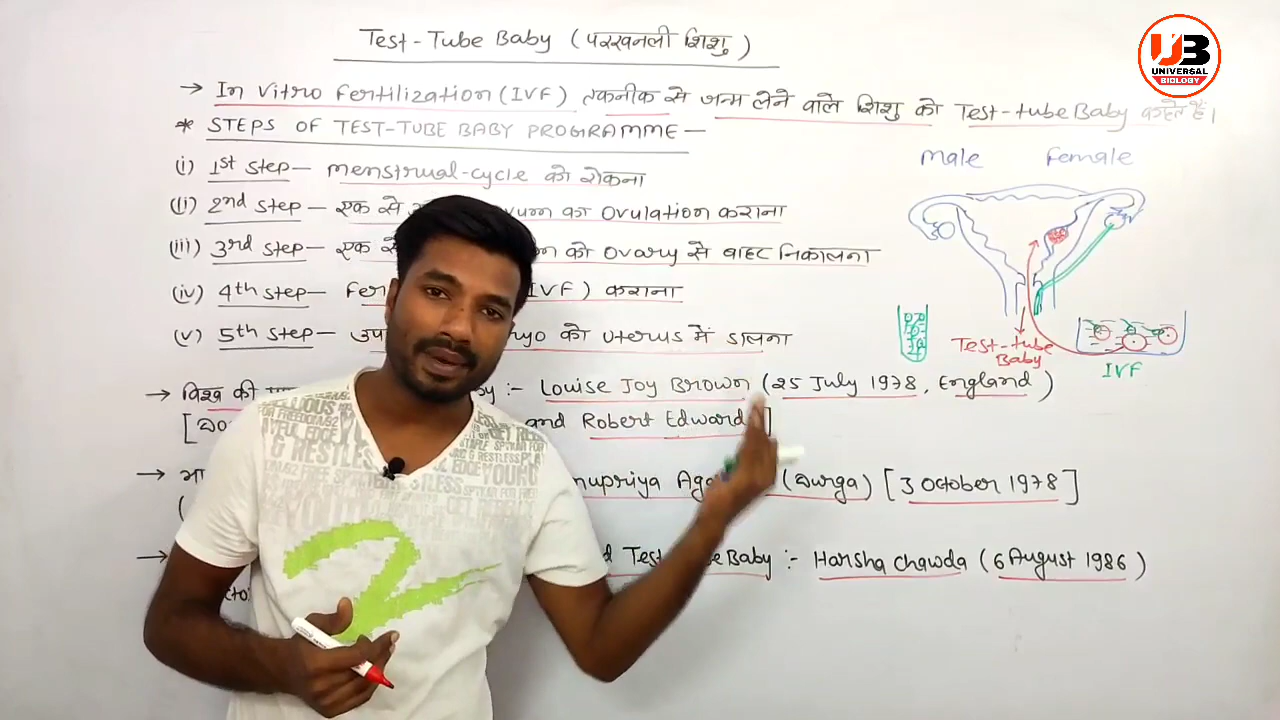 Test-Tube Baby (परखनली शिशु)
UB
UNIVERSAL
BIOLOGY
→ In Vitro Fertilization (IVF) तकनीक से जन्म लेने वाले शिशु को Test-tube Baby कहते हैं।
* STEPS OF TEST-TUBE BABY PROGRAMME—
(i) 1st step— menstrual-cycle को रोकना
(ii) 2nd step— एक से का Ovulation कराना
(iii) 3rd step— एक से को Ovary से बाहर निकालना
(iv) 4th step— IVF) कराना
(v) 5th step— को uterus में डालना
Male Female
Test-tube
Baby
IVF
→ विश्व की :- Louise Joy Brown (25 July 1978, England)
and Robert Edward]
→ (Durga) [3 October 1978]
→ Test Baby :- Harsha Chawda (6 August 1986)